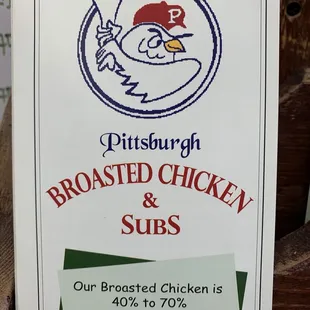 P
Pittsburgh
BROASTED CHICKEN
&
SUBS
Our Broasted Chicken is
40% to 70%